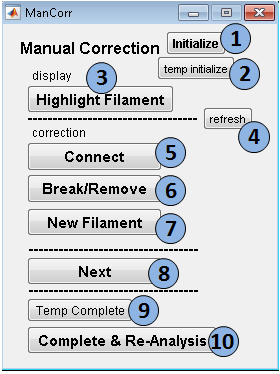 ManCorr
Manual Correction Initialize 1
temp initialize 2
display 3
Highlight Filament
refresh 4
correction
Connect 5
Break/Remove 6
New Filament 7
Next 8
Temp Complete 9
Complete & Re-Analysis 10